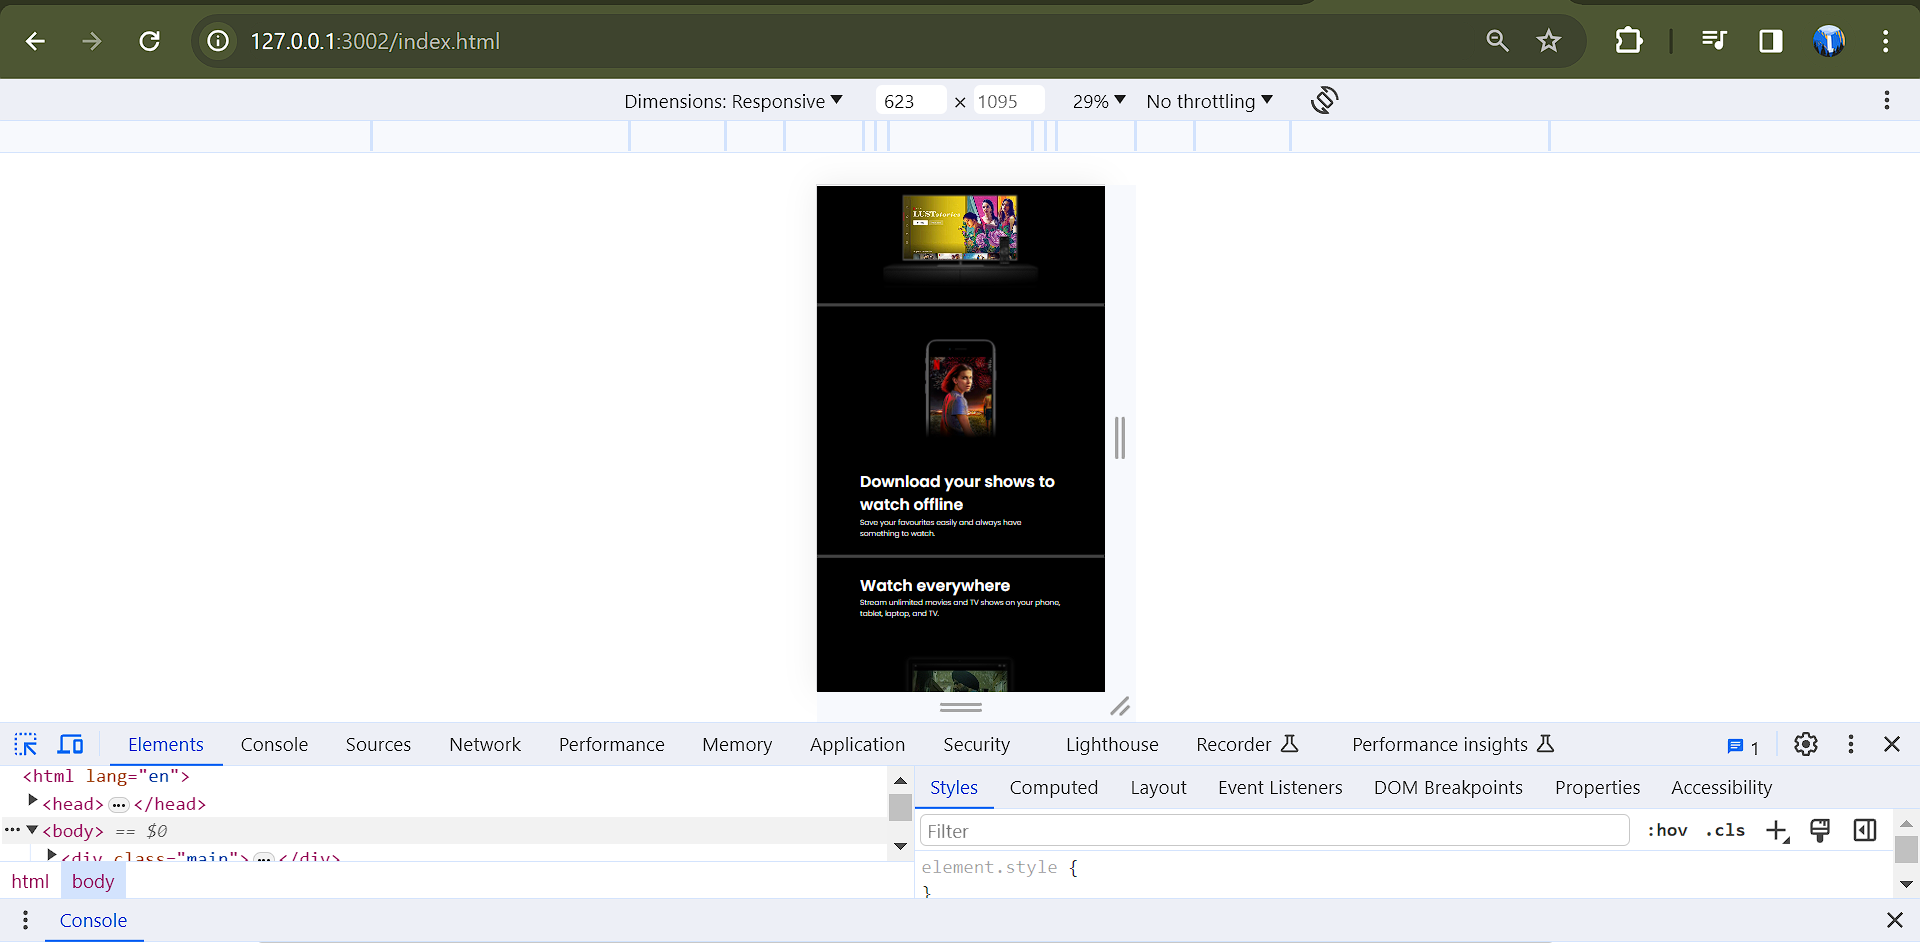 127.0.0.1:3002/index.html
Dimensions: Responsive 623 × 1095 29% No throttling
LUST stories
Download your shows to
watch offline
Save your favourites easily and always have
something to watch.
Watch everywhere
Stream unlimited movies and TV shows on your phone,
tablet, laptop, and TV.
Elements Console Sources Network Performance Memory Application Security Lighthouse Recorder Performance insights 1
<html lang="en">
<head> ••• </head>
••• <body> == $0
<div class="main"> ••• </div>
html body
Styles Computed Layout Event Listeners DOM Breakpoints Properties Accessibility
Filter :hov .cls
element.style {
}
Console